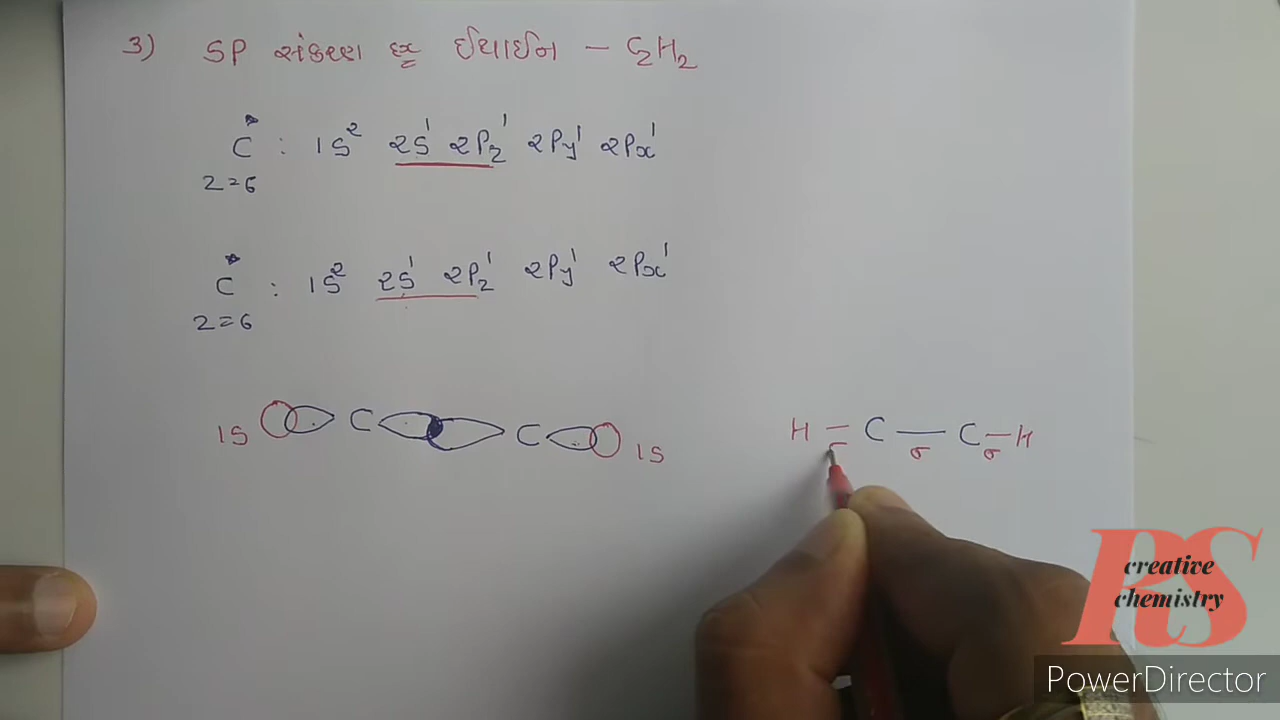 3) SP સંકરણ દા.ત ઈથાઈન – C₂H₂
C* : 1S² 2S¹ 2Pz¹ 2Py¹ 2Px¹
Z=6
C* : 1S² 2S¹ 2Pz¹ 2Py¹ 2Px¹
Z=6
1S C C 1S
H – C — C – H
σ σ
RS
creative
chemistry
PowerDirector